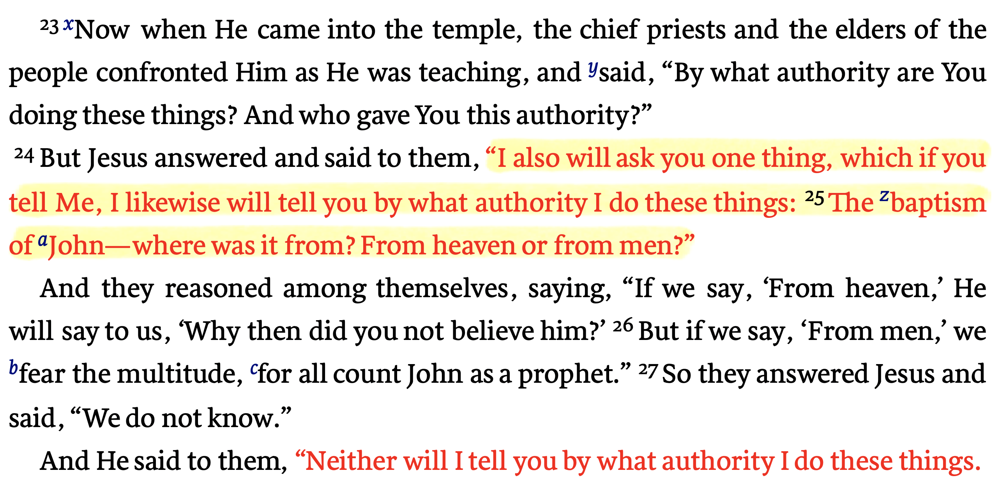 23 xNow when He came into the temple, the chief priests and the elders of the
people confronted Him as He was teaching, and ysaid, “By what authority are You
doing these things? And who gave You this authority?”
24 But Jesus answered and said to them, “I also will ask you one thing, which if you
tell Me, I likewise will tell you by what authority I do these things: 25 The zbaptism
of aJohn—where was it from? From heaven or from men?”
And they reasoned among themselves, saying, “If we say, ‘From heaven,’ He
will say to us, ‘Why then did you not believe him?’ 26 But if we say, ‘From men,’ we
bfear the multitude, cfor all count John as a prophet.” 27 So they answered Jesus and
said, “We do not know.”
And He said to them, “Neither will I tell you by what authority I do these things.